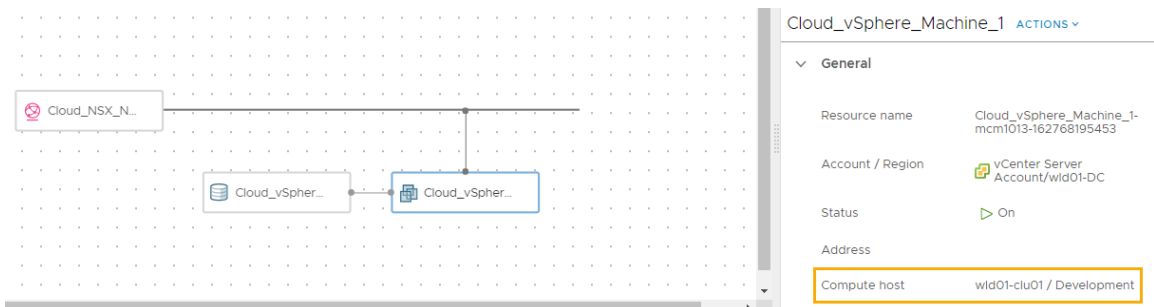 Cloud_NSX_N...
Cloud_vSpher...
Cloud_vSpher...
Cloud_vSphere_Machine_1 ACTIONS
General
Resource name
Cloud_vSphere_Machine_1-
mcm1013-162768195453
Account / Region
vCenter Server
Account/wld01-DC
Status
On
Address
Compute host
wld01-clu01 / Development